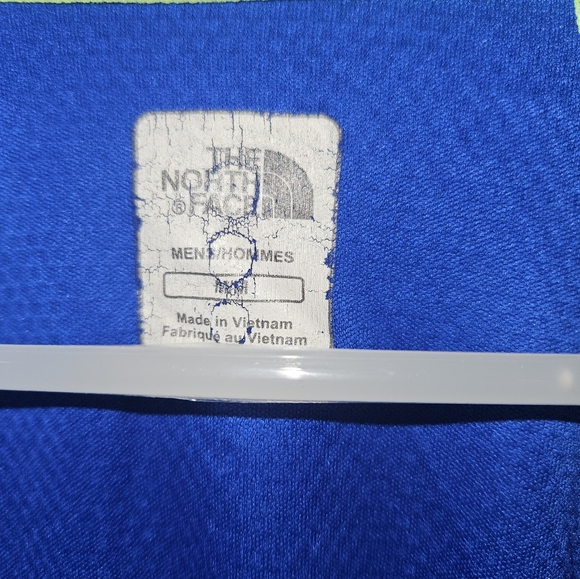 THE
NORTH
® FACE
MENS/HOMMES
M/M
Made in Vietnam
Fabriqué au Vietnam